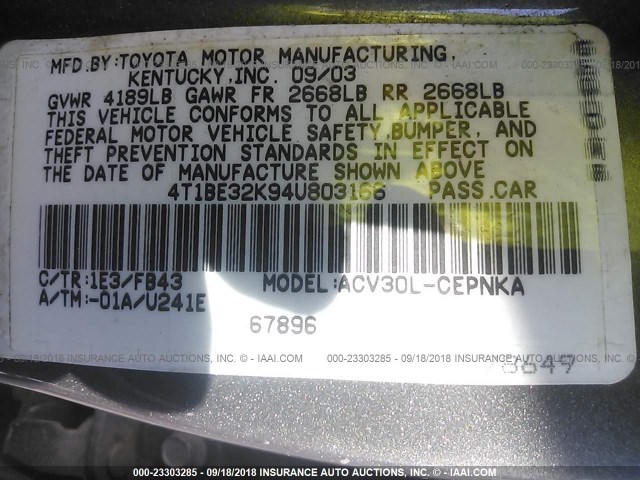 MFD.BY:TOYOTA MOTOR MANUFACTURING,
KENTUCKY.INC. 09/03
GVWR 4189LB GAWR FR 2668LB RR 2668LB
THIS VEHICLE CONFORMS TO ALL APPLICABLE
FEDERAL MOTOR VEHICLE SAFETY,BUMPER, AND
THEFT PREVENTION STANDARDS IN EFFECT ON
THE DATE OF MANUFACTURE SHOWN ABOVE
4T1BE32K94U803166 PASS.CAR
C/TR:1E3/FB43 MODEL:ACV30L-CEPNKA
A/TM:-01A/U241E
67896
000-23303285 - 09/18/2018 INSURANCE AUTO AUCTIONS, INC. © - IAAI.COM